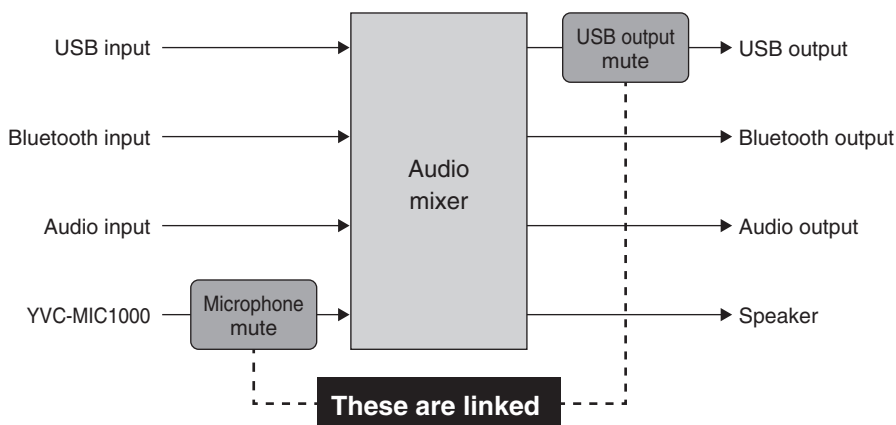 USB input
Bluetooth input
Audio input
YVC-MIC1000
Microphone
mute
Audio
mixer
USB output
mute
USB output
Bluetooth output
Audio output
Speaker
These are linked